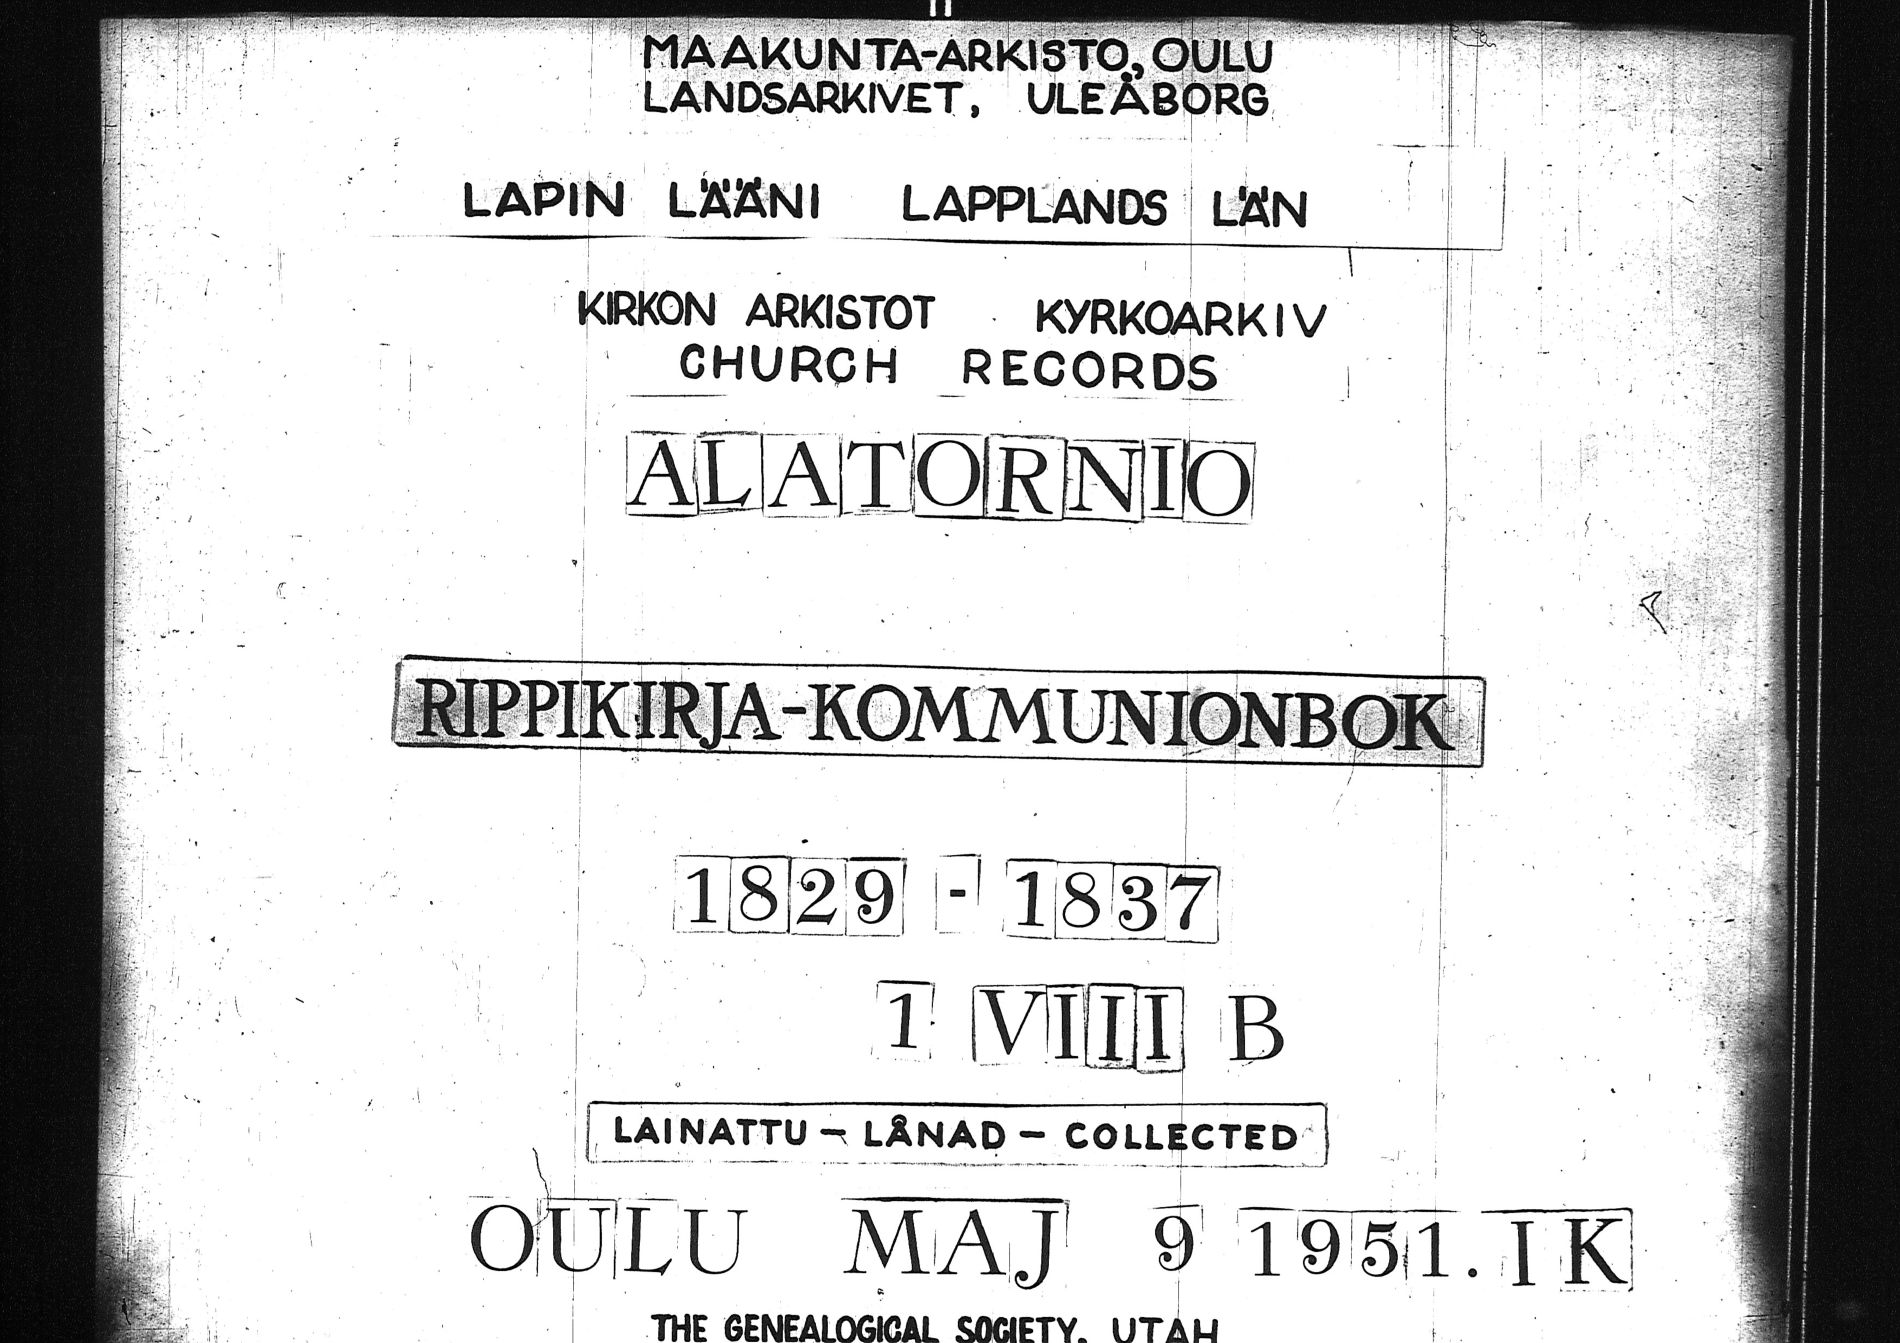 MAAKUNTA-ARKISTO, OULU
LANDSARKIVET, ULEÅBORG
LAPIN LÄÄNI LAPPLANDS LÄN
KIRKON ARKISTOT KYRKOARKIV
CHURCH RECORDS
ALATORNIO
RIPPIKIRJA-KOMMUNIONBOK
1829 - 1837
1 VIII B
LAINATTU - LÅNAD - COLLECTED
OULU MAJ 9 1951. I K
THE GENEALOGICAL SOCIETY, UTAH